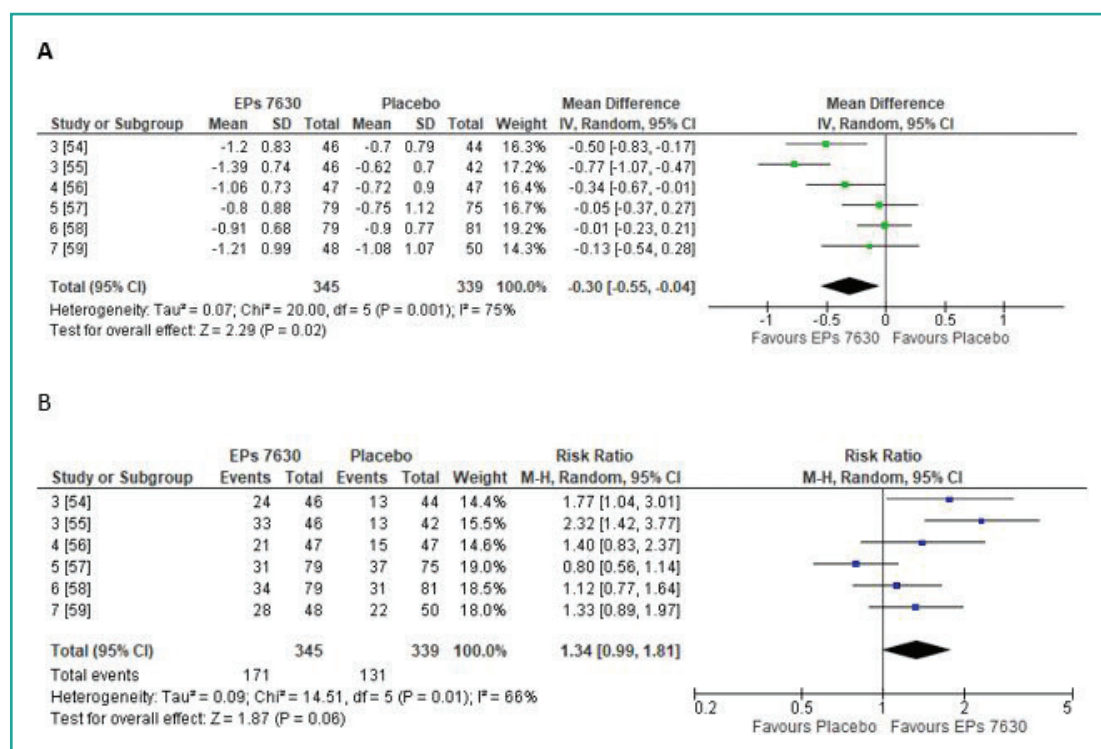 A
EPs 7630 Placebo Mean Difference Mean Difference
Study or Subgroup Mean SD Total Mean SD Total Weight IV, Random, 95% CI IV, Random, 95% CI
3 [54] -1.2 0.83 46 -0.7 0.79 44 16.3% -0.50 [-0.83, -0.17]
3 [55] -1.39 0.74 46 -0.62 0.7 42 17.2% -0.77 [-1.07, -0.47]
4 [56] -1.06 0.73 47 -0.72 0.9 47 16.4% -0.34 [-0.67, -0.01]
5 [57] -0.8 0.88 79 -0.75 1.12 75 16.7% -0.05 [-0.37, 0.27]
6 [58] -0.91 0.68 79 -0.9 0.77 81 19.2% -0.01 [-0.23, 0.21]
7 [59] -1.21 0.99 48 -1.08 1.07 50 14.3% -0.13 [-0.54, 0.28]
Total (95% CI) 345 339 100.0% -0.30 [-0.55, -0.04]
Heterogeneity: Tau² = 0.07; Chi² = 20.00, df = 5 (P = 0.001); I² = 75%
Test for overall effect: Z = 2.29 (P = 0.02)
-1 -0.5 0 0.5 1
Favours EPs 7630 Favours Placebo
B
EPs 7630 Placebo Risk Ratio Risk Ratio
Study or Subgroup Events Total Events Total Weight M-H, Random, 95% CI M-H, Random, 95% CI
3 [54] 24 46 13 44 14.4% 1.77 [1.04, 3.01]
3 [55] 33 46 13 42 15.5% 2.32 [1.42, 3.77]
4 [56] 21 47 15 47 14.6% 1.40 [0.83, 2.37]
5 [57] 31 79 37 75 19.0% 0.80 [0.56, 1.14]
6 [58] 34 79 31 81 18.5% 1.12 [0.77, 1.64]
7 [59] 28 48 22 50 18.0% 1.33 [0.89, 1.97]
Total (95% CI) 345 339 100.0% 1.34 [0.99, 1.81]
Total events 171 131
Heterogeneity: Tau² = 0.09; Chi² = 14.51, df = 5 (P = 0.01); I² = 66%
Test for overall effect: Z = 1.87 (P = 0.06)
0.2 1 2 5
Favours Placebo Favours EPs 7630